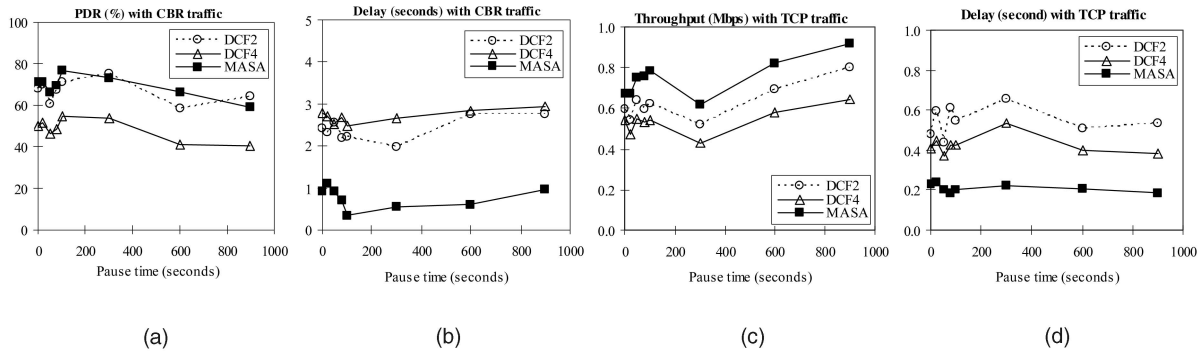 PDR (%) with CBR traffic
100
80
60
40
20
0
0 200 400 600 800 1000
DCF2
DCF4
MASA
Pause time (seconds)
(a)
Delay (seconds) with CBR traffic
5
4
3
2
1
0
0 200 400 600 800 1000
DCF2
DCF4
MASA
Pause time (seconds)
(b)
Throughput (Mbps) with TCP traffic
1.0
0.8
0.6
0.4
0.2
0.0
0 200 400 600 800 1000
DCF2
DCF4
MASA
Pause time (seconds)
(c)
Delay (second) with TCP traffic
1.0
0.8
0.6
0.4
0.2
0.0
0 200 400 600 800 1000
DCF2
DCF4
MASA
Pause time (seconds)
(d)